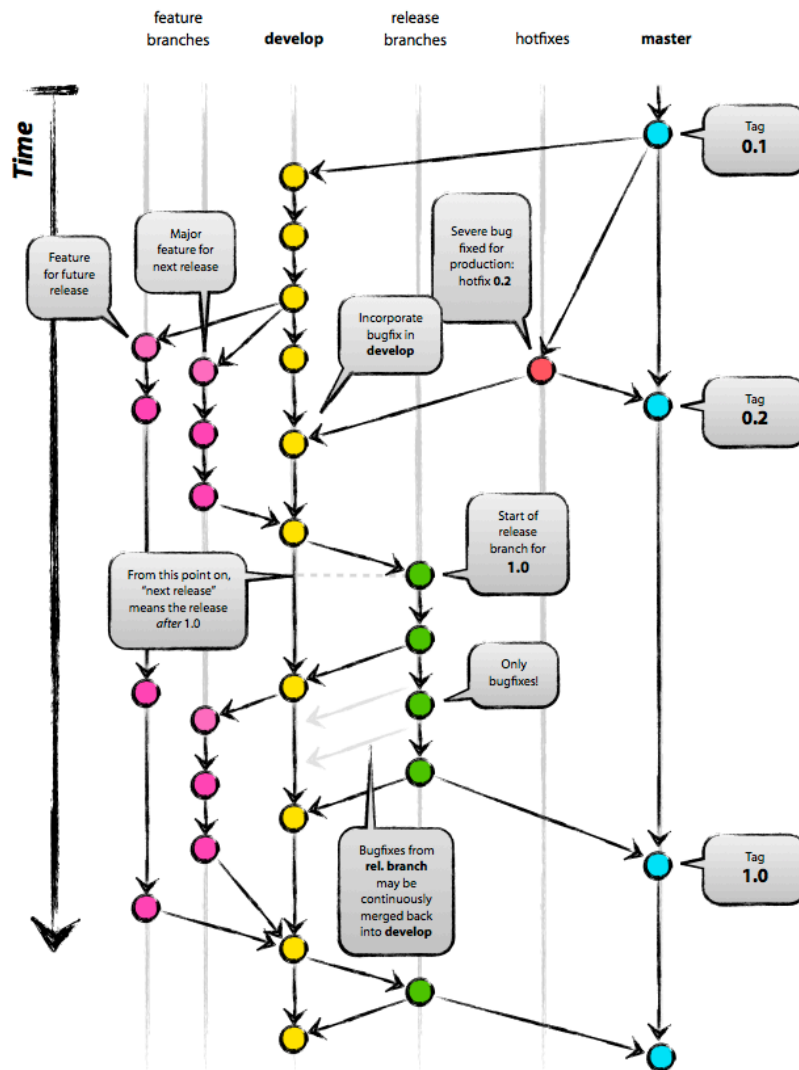 feature
branches
develop
release
branches
hotfixes
master
Time
Tag
0.1
Feature
for future
release
Major
feature for
next release
Severe bug
fixed for
production:
hotfix 0.2
Incorporate
bugfix in
develop
Tag
0.2
Start of
release
branch for
1.0
From this point on,
“next release”
means the release
after 1.0
Only
bugfixes!
Bugfixes from
rel. branch
may be
continuously
merged back
into develop
Tag
1.0